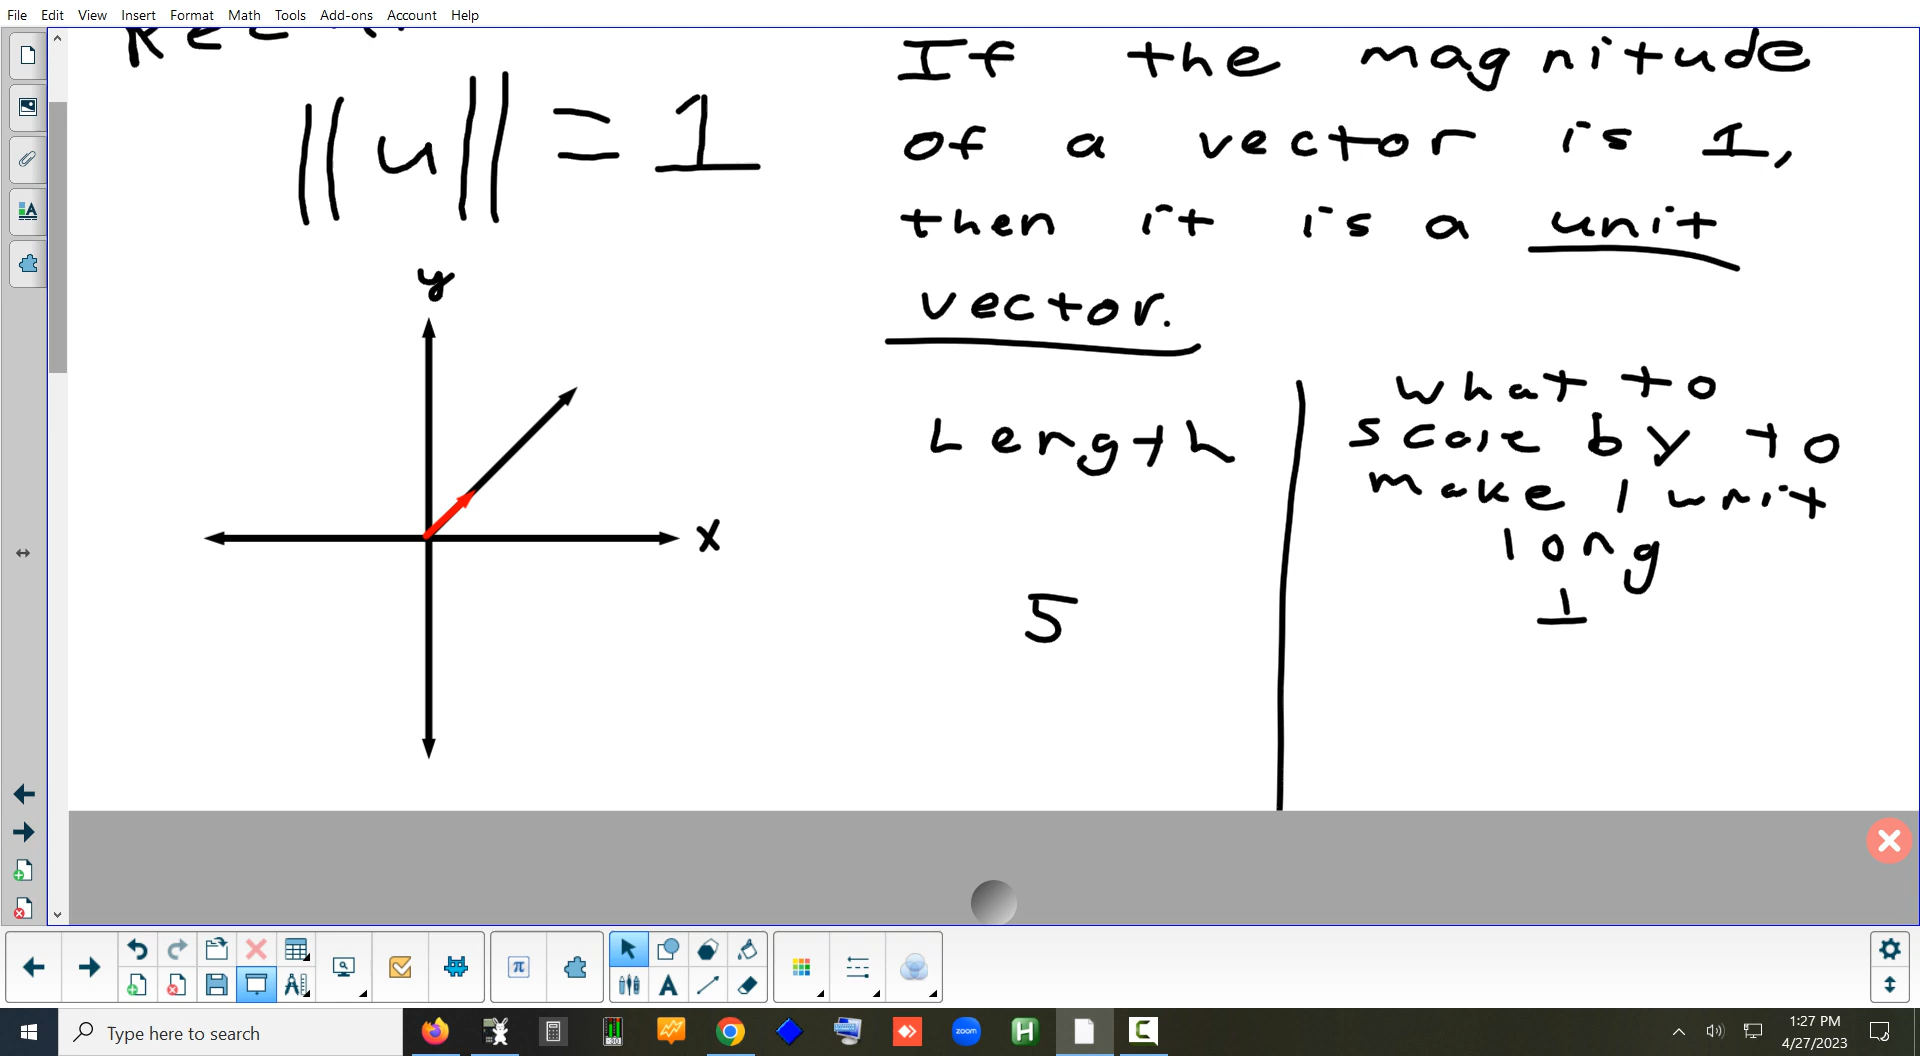 File Edit View Insert Format Math Tools Add-ons Account Help
||u|| = 1
If the magnitude
of a vector is 1,
then it is a unit
vector.
y
x
Length
what to
scale by to
make 1 unit
long
5
1
A
π
A
Type here to search
zoom
H
C
1:27 PM
4/27/2023